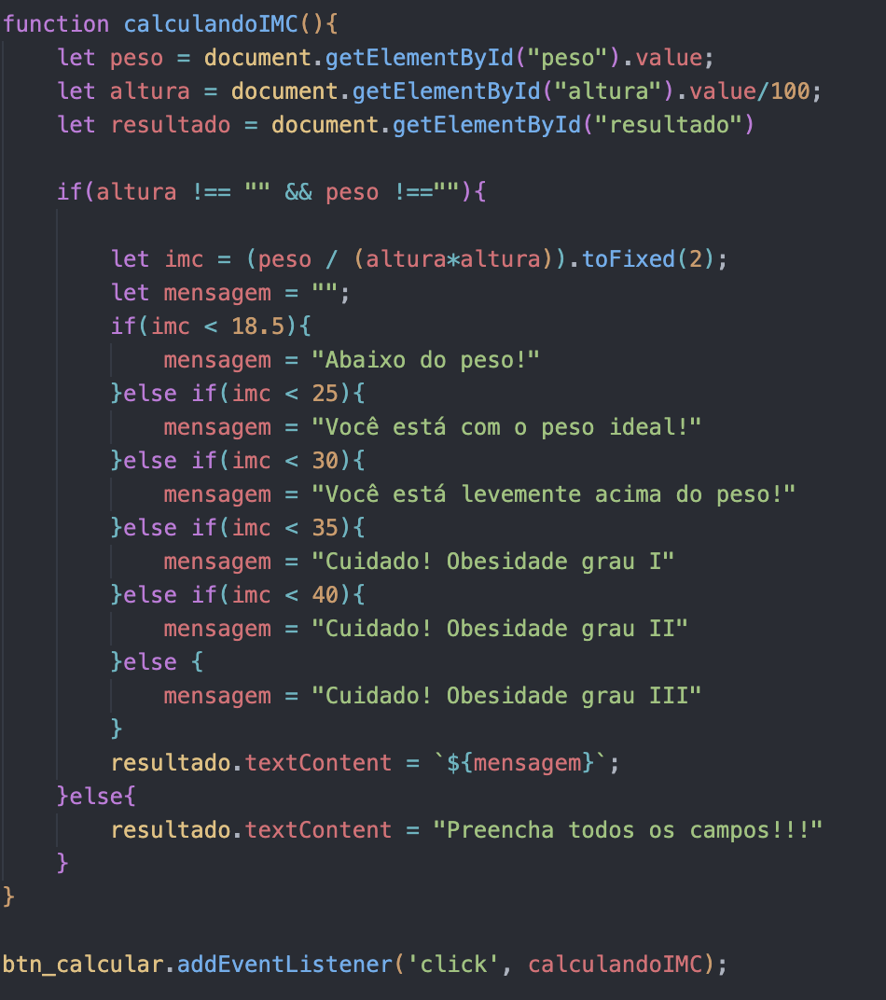 function calculandoIMC(){
    let peso = document.getElementById("peso").value;
    let altura = document.getElementById("altura").value/100;
    let resultado = document.getElementById("resultado")

    if(altura !== "" && peso !==""){

        let imc = (peso / (altura*altura)).toFixed(2);
        let mensagem = "";
        if(imc < 18.5){
            mensagem = "Abaixo do peso!"
        }else if(imc < 25){
            mensagem = "Você está com o peso ideal!"
        }else if(imc < 30){
            mensagem = "Você está levemente acima do peso!"
        }else if(imc < 35){
            mensagem = "Cuidado! Obesidade grau I"
        }else if(imc < 40){
            mensagem = "Cuidado! Obesidade grau II"
        }else {
            mensagem = "Cuidado! Obesidade grau III"
        }
        resultado.textContent = `${mensagem}`;
    }else{
        resultado.textContent = "Preencha todos os campos!!!"
    }
}

btn_calcular.addEventListener('click', calculandoIMC);